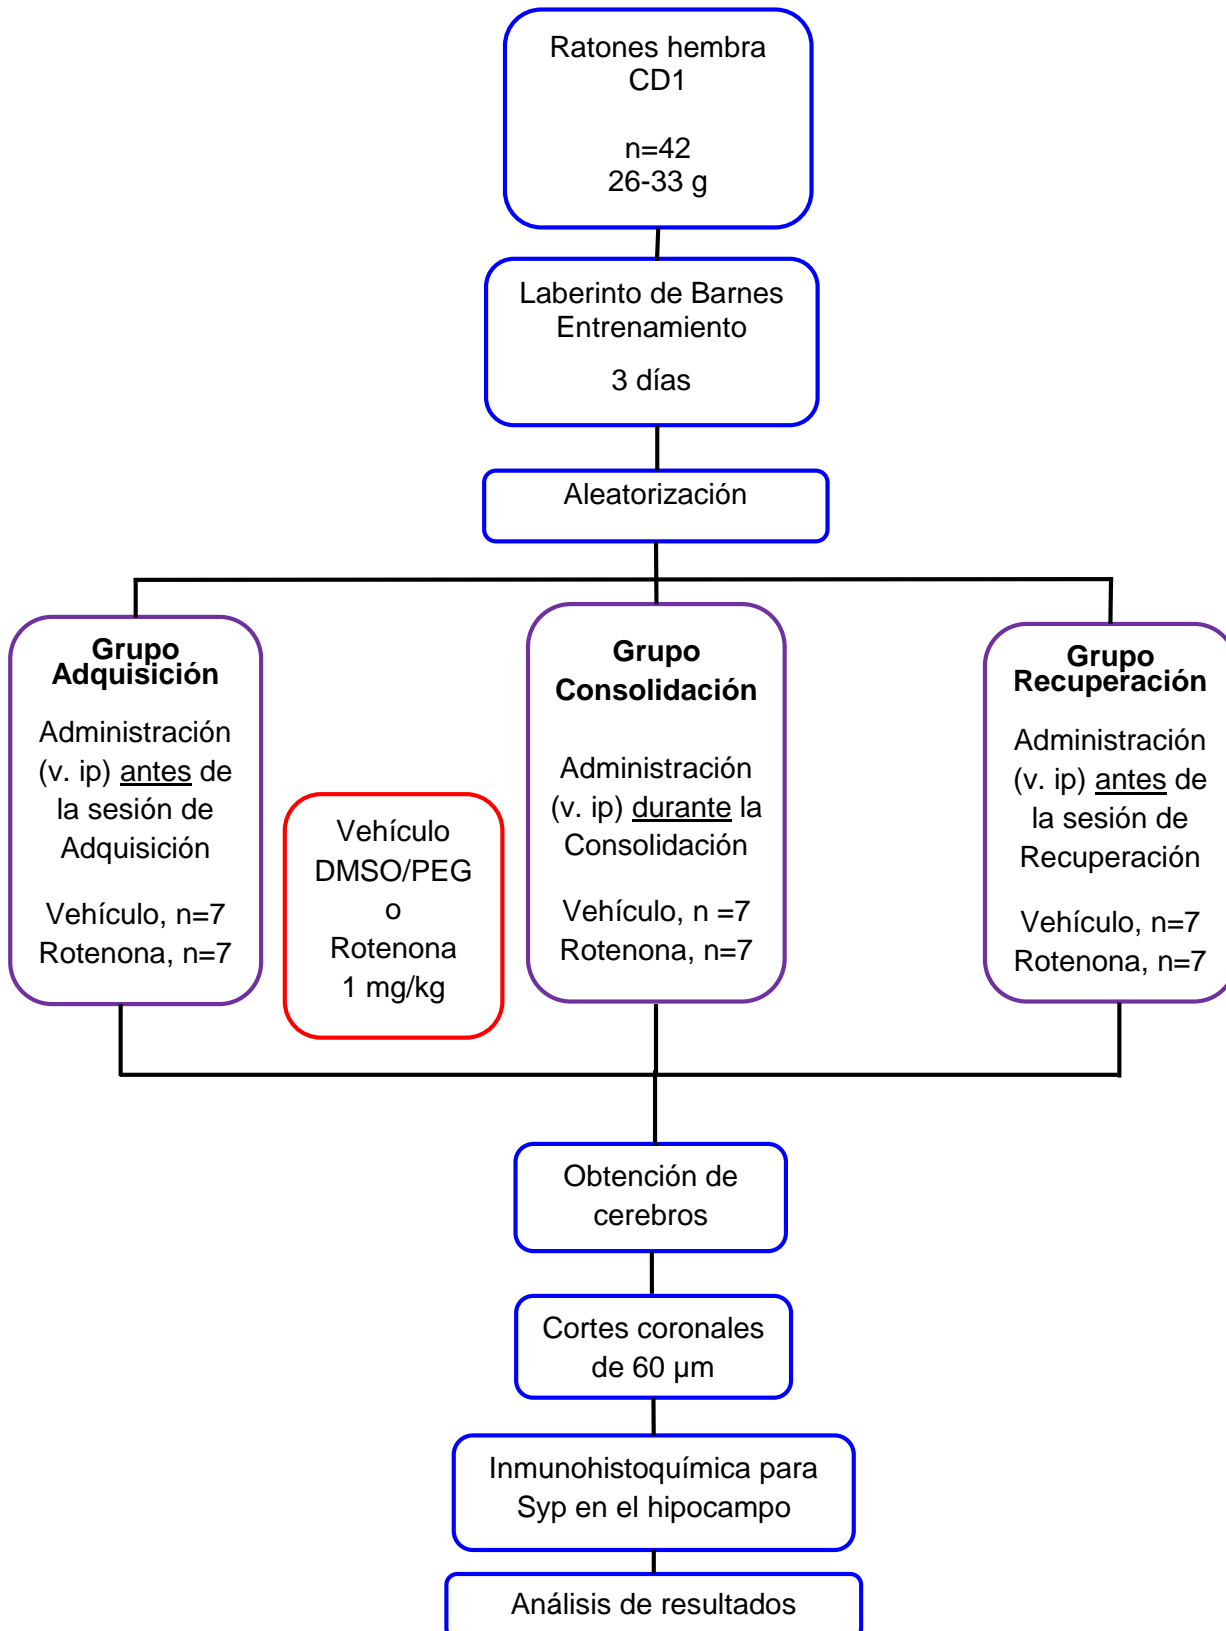 Ratones hembra
CD1
n=42
26-33 g
Laberinto de Barnes
Entrenamiento
3 días
Aleatorización
Grupo
Adquisición
Administración
(v. ip) antes de
la sesión de
Adquisición
Vehículo, n=7
Rotenona, n=7
Vehículo
DMSO/PEG
o
Rotenona
1 mg/kg
Grupo
Consolidación
Administración
(v. ip) durante la
Consolidación
Vehículo, n =7
Rotenona, n=7
Grupo
Recuperación
Administración
(v. ip) antes de
la sesión de
Recuperación
Vehículo, n=7
Rotenona, n=7
Obtención de
cerebros
Cortes coronales
de 60 µm
Inmunohistoquímica para
Syp en el hipocampo
Análisis de resultados